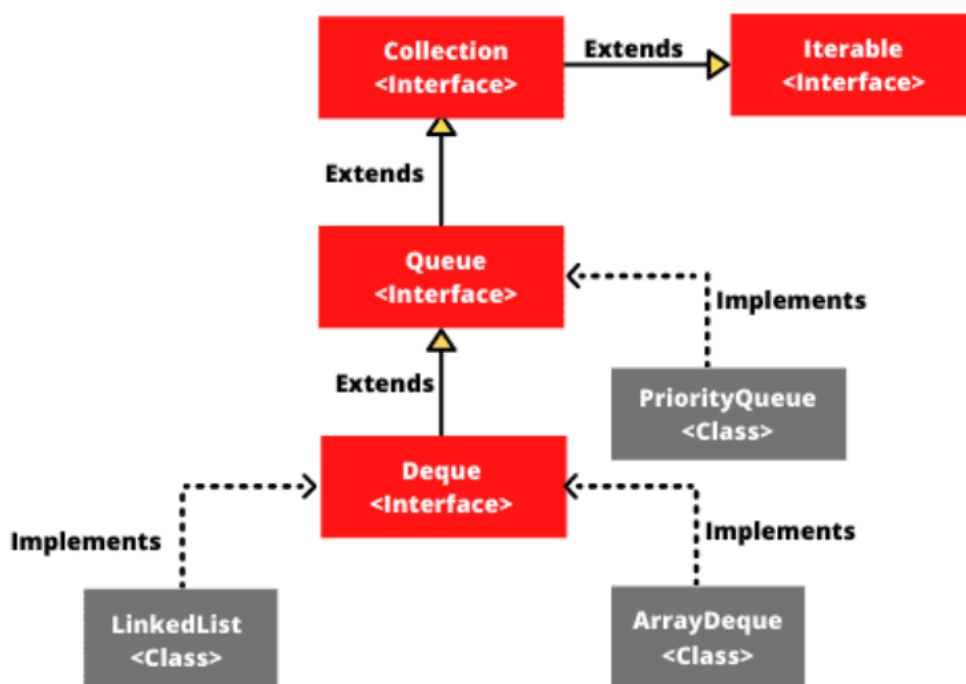 Collection
<Interface>
Extends
Iterable
<Interface>
Extends
Queue
<Interface>
Implements
Extends
PriorityQueue
<Class>
Deque
<Interface>
Implements
Implements
LinkedList
<Class>
ArrayDeque
<Class>